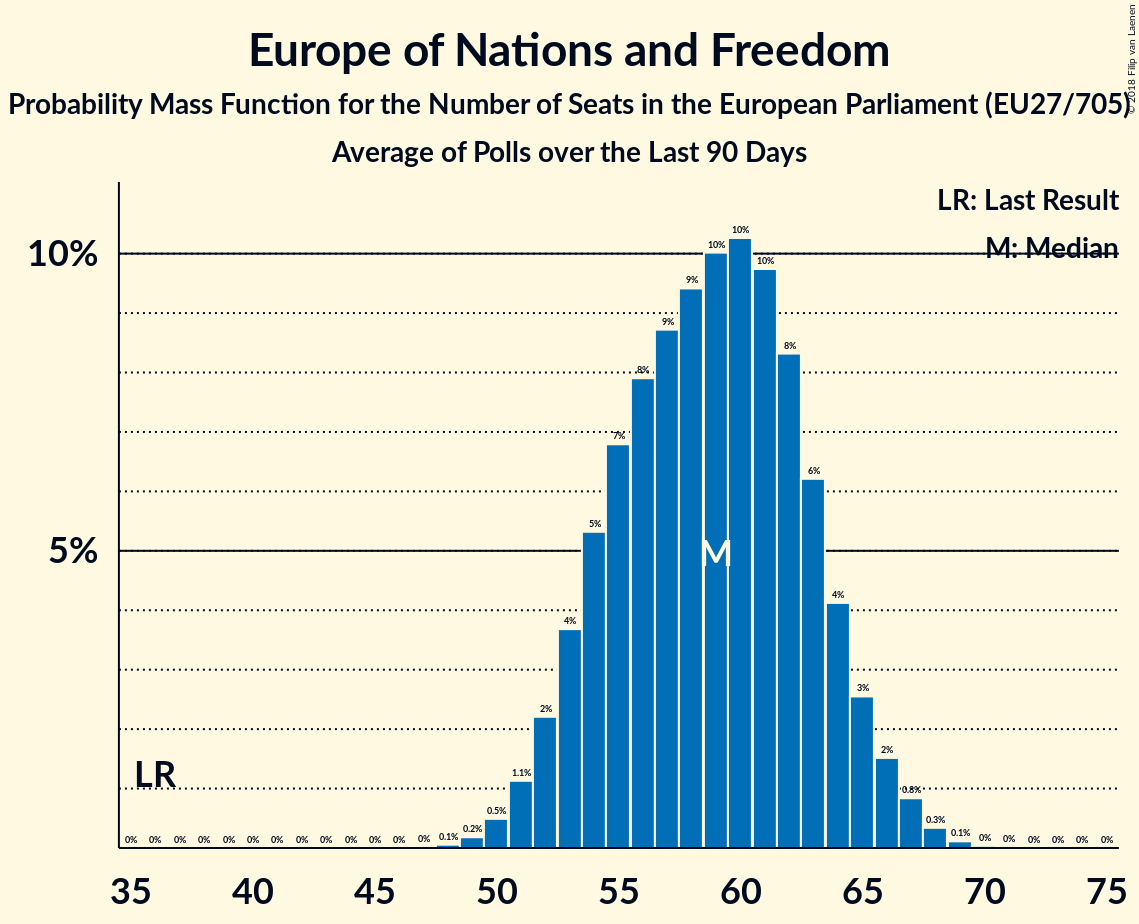 Europe of Nations and Freedom
Probability Mass Function for the Number of Seats in the European Parliament (EU27/705)
Average of Polls over the Last 90 Days
© 2018 Filip van Laenen
LR: Last Result
M: Median
10%
5%
LR
M
0% 0% 0% 0% 0% 0% 0% 0% 0% 0% 0% 0% 0% 0.1% 0.2% 0.5% 1.1% 2% 4% 5% 7% 8% 9% 9% 10% 10% 10% 8% 6% 4% 3% 2% 0.8% 0.3% 0.1% 0% 0% 0% 0% 0% 0%
35 40 45 50 55 60 65 70 75